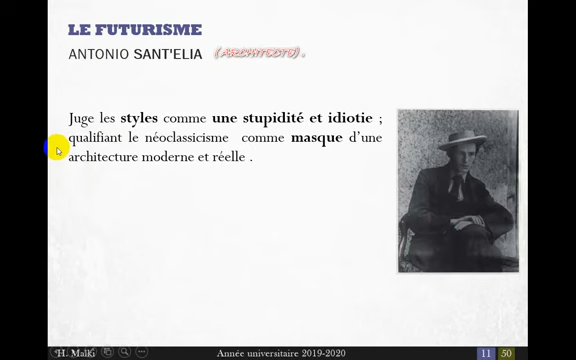 LE FUTURISME
ANTONIO SANT'ELIA (ARCHITECTE).
Juge les styles comme une stupidité et idiotie ;
qualifiant le néoclassicisme comme masque d'une
architecture moderne et réelle .
H. Malki Année universitaire 2019-2020 11 50